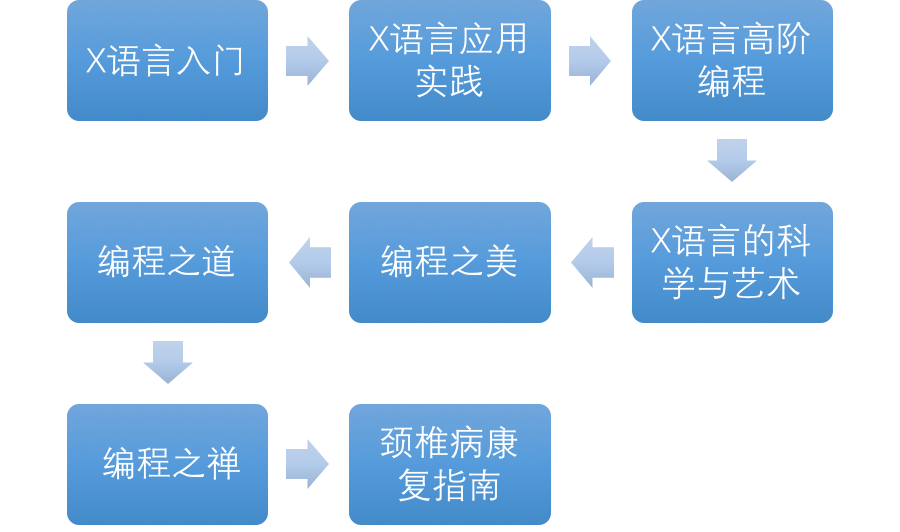 X语言入门
X语言应用
实践
X语言高阶
编程
X语言的科
学与艺术
编程之美
编程之道
编程之禅
颈椎病康
复指南